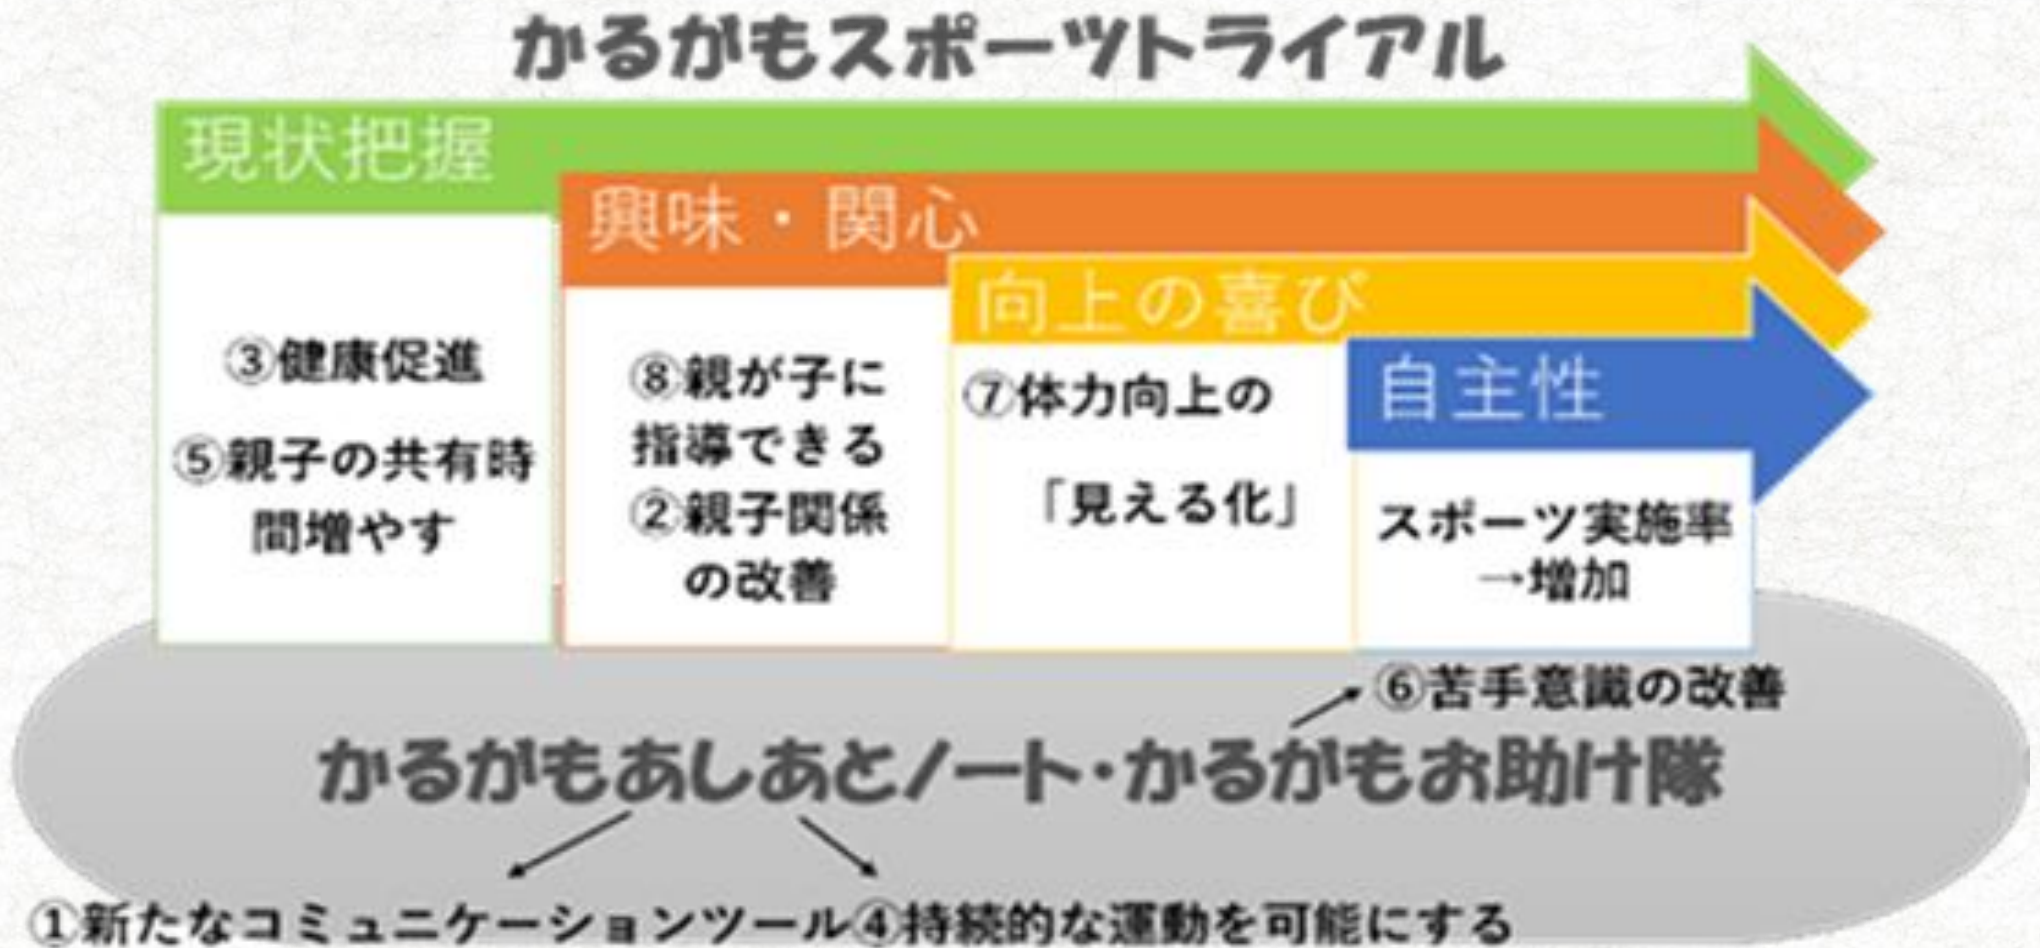 かるがもスポーツトライアル
現状把握
③健康促進
⑤親子の共有時
間増やす
興味・関心
⑧親が子に
指導できる
②親子関係
の改善
向上の喜び
⑦体力向上の
「見える化」
自主性
スポーツ実施率
→増加
⑥苦手意識の改善
かるがもあしあとノート・かるがもお助け隊
①新たなコミュニケーションツール④持続的な運動を可能にする